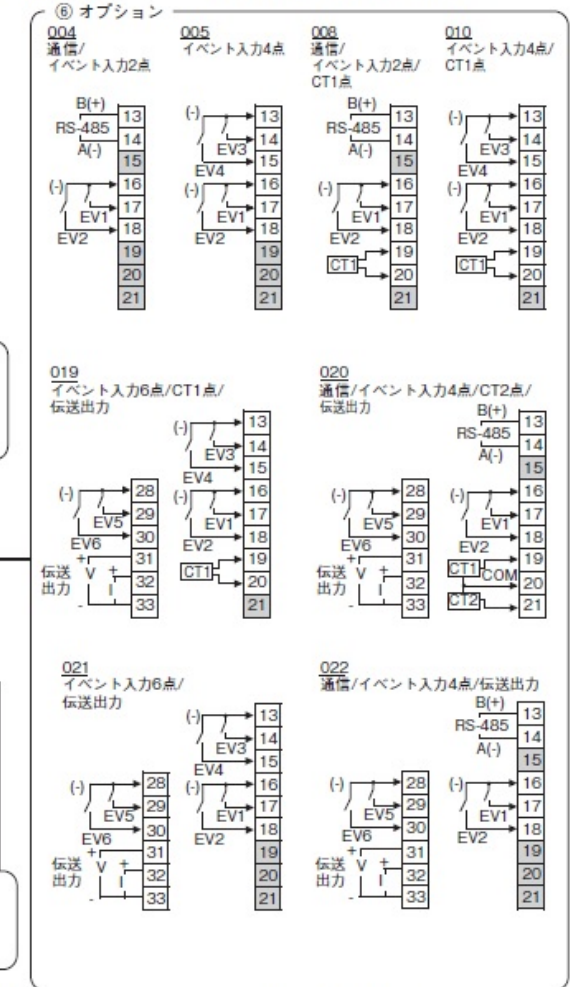 ⑥ オプション
004
通信/
イベント入力2点
B(+)
RS-485
A(-)
(-)
EV1
EV2
13
14
15
16
17
18
19
20
21
005
イベント入力4点
(-)
EV3
EV4
(-)
EV1
EV2
13
14
15
16
17
18
19
20
21
008
通信/
イベント入力2点/
CT1点
B(+)
RS-485
A(-)
(-)
EV1
EV2
CT1
13
14
15
16
17
18
19
20
21
010
イベント入力4点/
CT1点
(-)
EV3
EV4
(-)
EV1
EV2
CT1
13
14
15
16
17
18
19
20
21
019
イベント入力6点/CT1点/
伝送出力
(-)
EV5
EV6
+
伝送 V + I
出力
-
28
29
30
31
32
33
(-)
EV3
EV4
(-)
EV1
EV2
CT1
13
14
15
16
17
18
19
20
21
020
通信/イベント入力4点/CT2点/
伝送出力
(-)
EV5
EV6
+
伝送 V + I
出力
-
28
29
30
31
32
33
B(+)
RS-485
A(-)
(-)
EV1
EV2
CT1
COM
CT2
13
14
15
16
17
18
19
20
21
021
イベント入力6点/
伝送出力
(-)
EV5
EV6
+
伝送 V + I
出力
-
28
29
30
31
32
33
(-)
EV3
EV4
(-)
EV1
EV2
13
14
15
16
17
18
19
20
21
022
通信/イベント入力4点/伝送出力
(-)
EV5
EV6
+
伝送 V + I
出力
-
28
29
30
31
32
33
B(+)
RS-485
A(-)
(-)
EV1
EV2
13
14
15
16
17
18
19
20
21